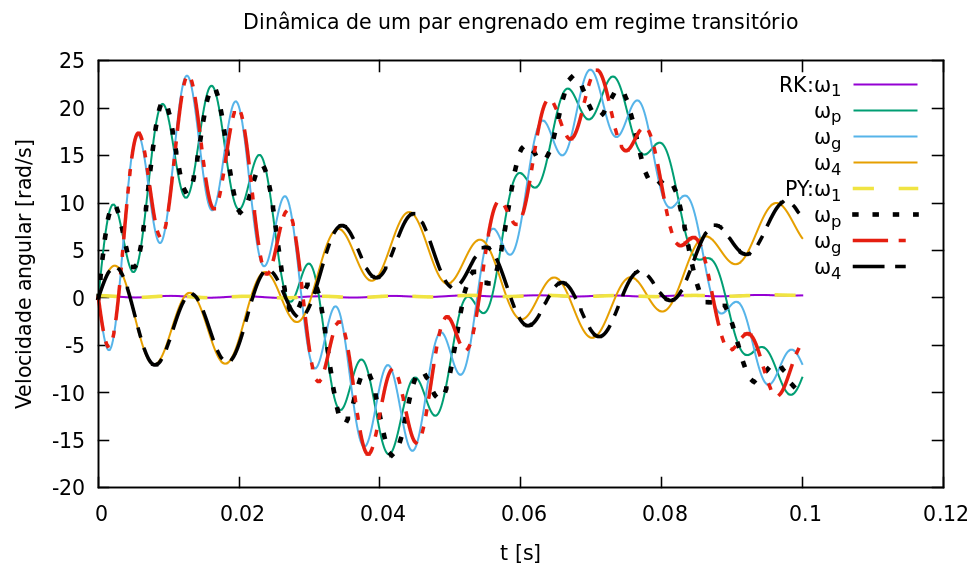 Dinâmica de um par engrenado em regime transitório
Velocidade angular [rad/s]
25
20
15
10
5
0
-5
-10
-15
-20
RK:ω1
ωp
ωg
ω4
PY:ω1
ωp
ωg
ω4
0 0.02 0.04 0.06 0.08 0.1 0.12
t [s]